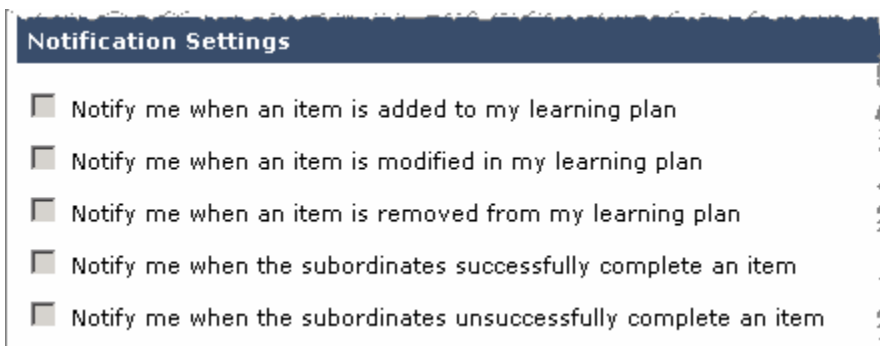 Notification Settings
Notify me when an item is added to my learning plan
Notify me when an item is modified in my learning plan
Notify me when an item is removed from my learning plan
Notify me when the subordinates successfully complete an item
Notify me when the subordinates unsuccessfully complete an item